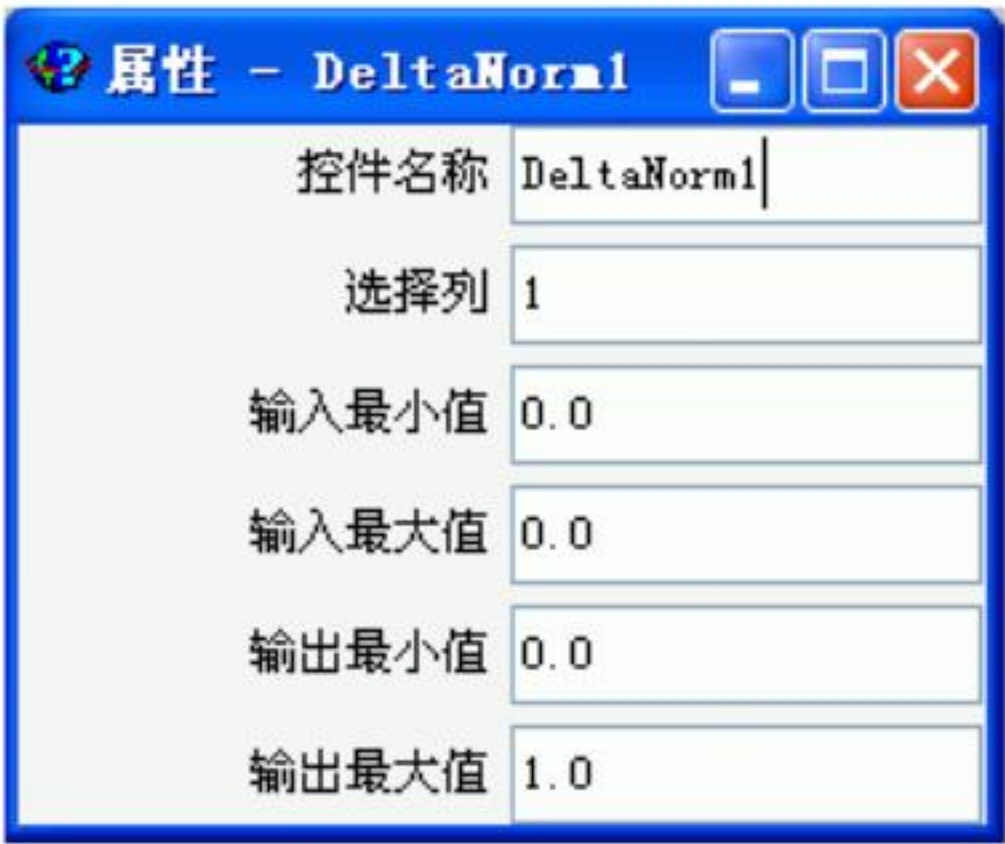 属性 - DeltaNorm1
控件名称 DeltaNorm1
选择列 1
输入最小值 0.0
输入最大值 0.0
输出最小值 0.0
输出最大值 1.0